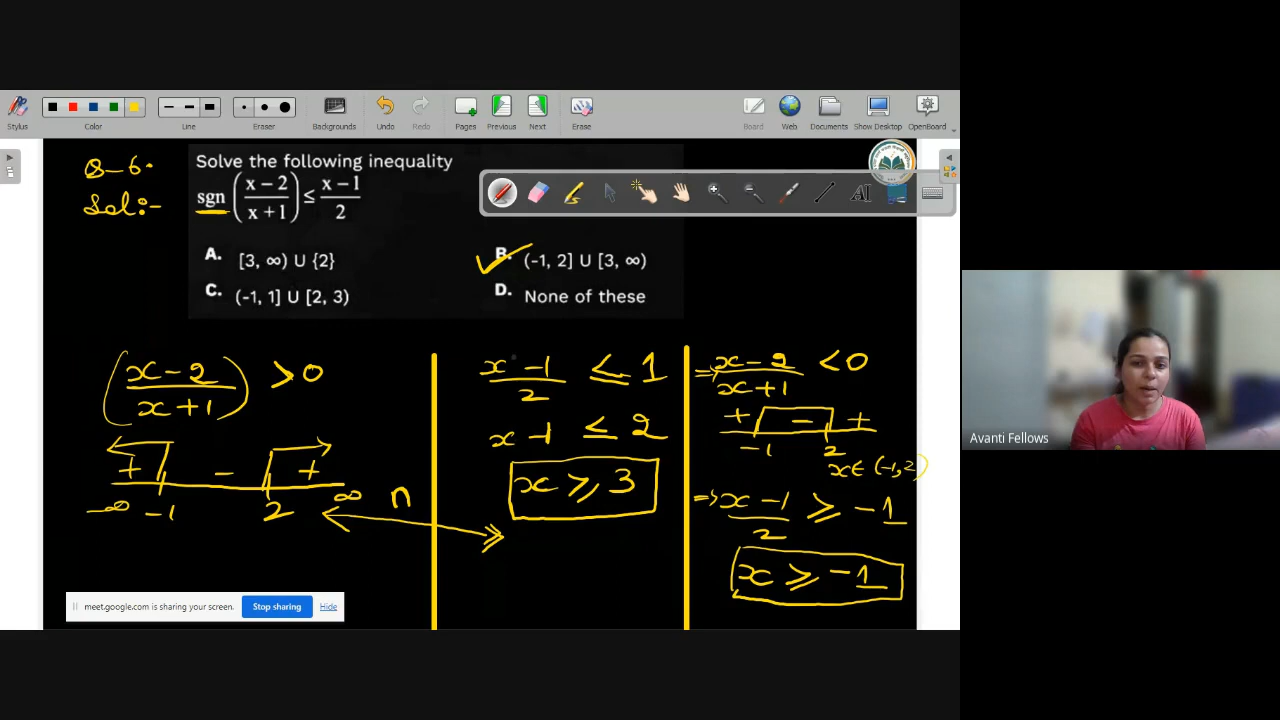 Stylus
Color
Line
Eraser
Backgrounds
Undo
Redo
Pages
Previous
Next
Erase
Board
Web
Documents
Show Desktop
OpenBoard
Q-6.
Sol:-
Solve the following inequality
sgn (x − 2 / x + 1) ≤ x − 1 / 2
A. [3, ∞) ∪ {2}
B. (-1, 2] ∪ [3, ∞)
C. (-1, 1] ∪ [2, 3)
D. None of these
(x - 2 / x + 1) > 0
+ - +
-∞ -1 2 ∞
n
x - 1 / 2 ≤ 1
x - 1 ≤ 2
x ≥ 3
⇒ x - 2 / x + 1 < 0
+ - +
-1 2
x ∈ (-1, 2)
⇒ x - 1 / 2 ≥ -1
x ≥ -1
meet.google.com is sharing your screen.
Stop sharing
Hide
Avanti Fellows